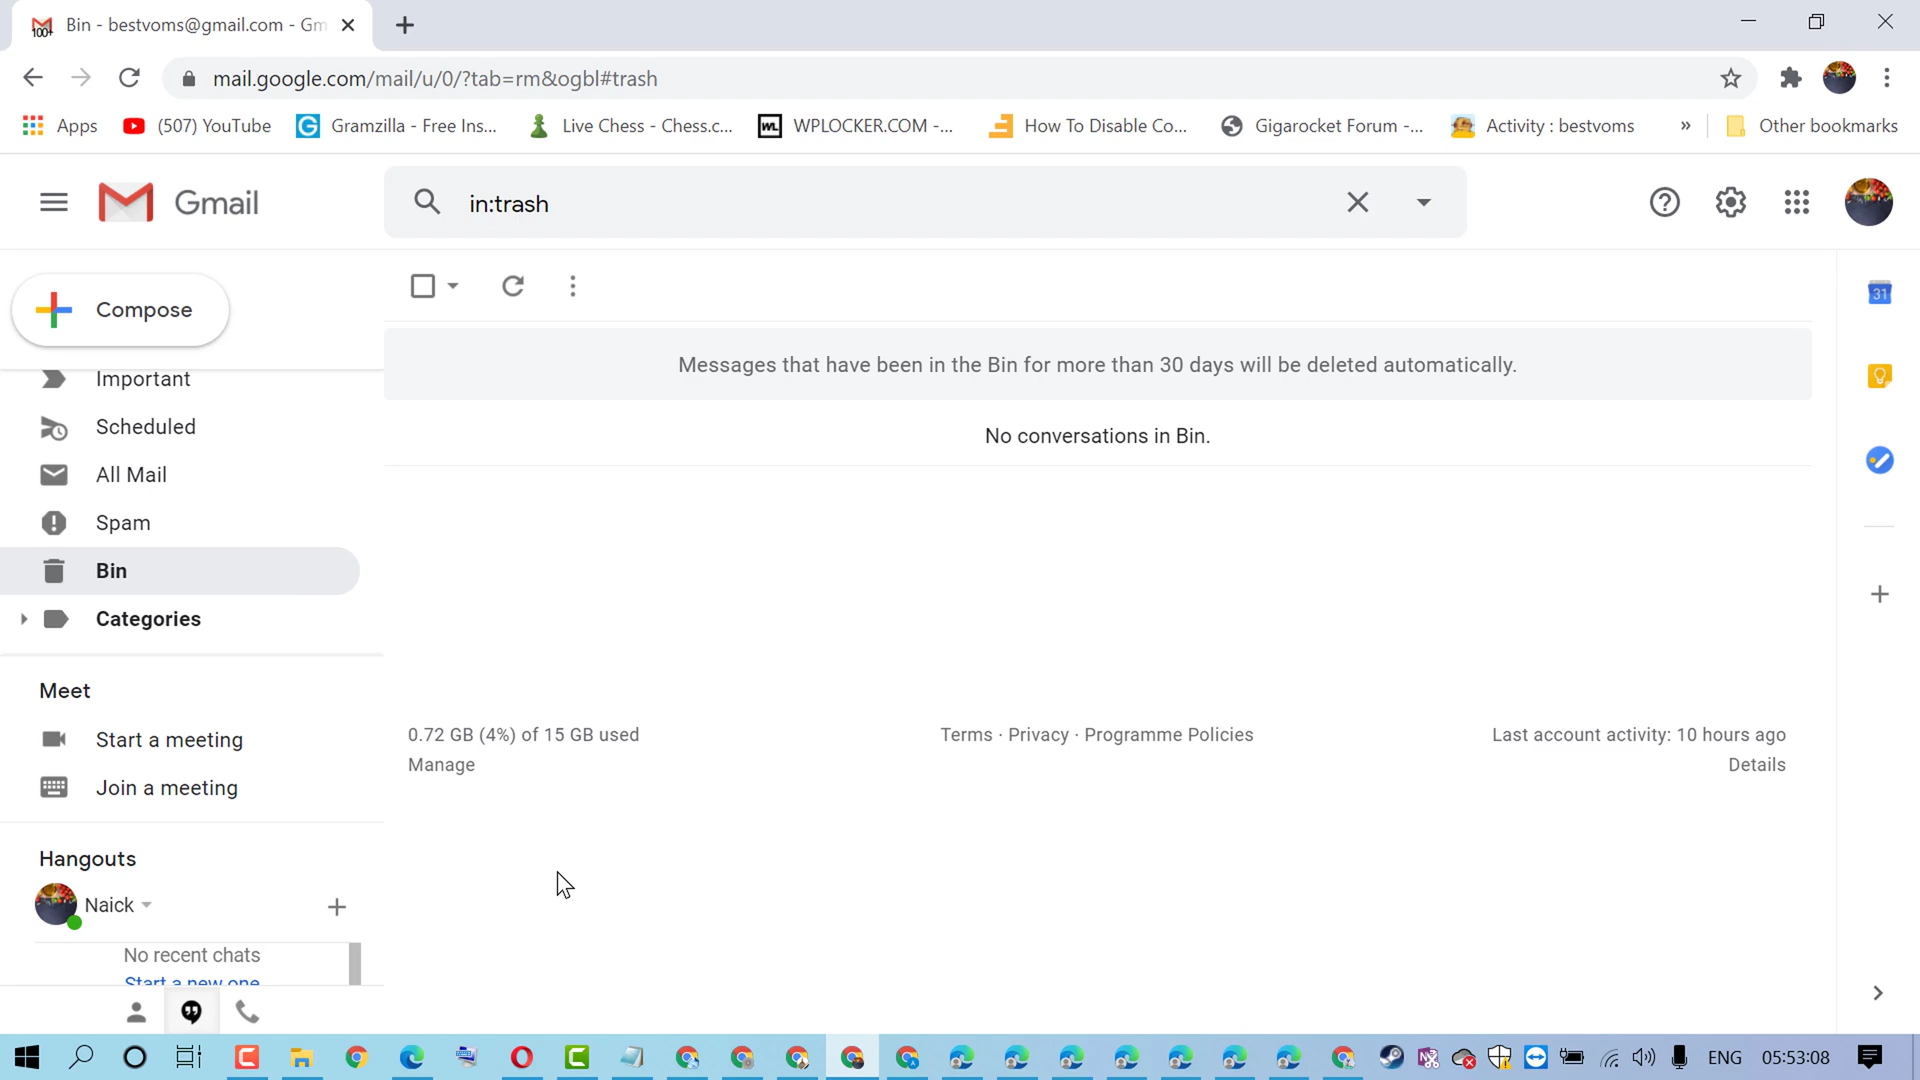 Bin - bestvoms@gmail.com - Gm
mail.google.com/mail/u/0/?tab=rm&ogbl#trash
Apps
(507) YouTube
Gramzilla - Free Ins...
Live Chess - Chess.c...
WL WPLOCKER.COM -...
How To Disable Co...
Gigarocket Forum -...
Activity : bestvoms
»
Other bookmarks
Gmail
in:trash
Compose
Important
Scheduled
All Mail
Spam
Bin
Categories
Meet
Start a meeting
Join a meeting
Hangouts
Naick
No recent chats
Start a new one
Messages that have been in the Bin for more than 30 days will be deleted automatically.
No conversations in Bin.
0.72 GB (4%) of 15 GB used
Manage
Terms · Privacy · Programme Policies
Last account activity: 10 hours ago
Details
31
ENG
05:53:08